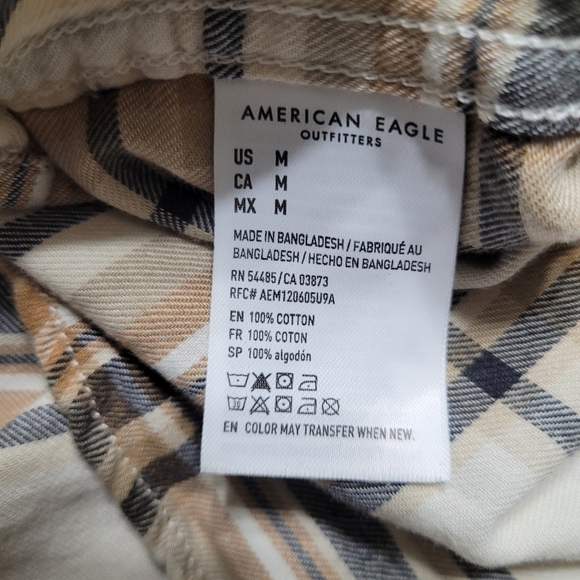 AMERICAN EAGLE
OUTFITTERS
US M
CA M
MX M
MADE IN BANGLADESH / FABRIQUÉ AU
BANGLADESH / HECHO EN BANGLADESH
RN 54485 / CA 03873
RFC# AEM120605U9A
EN 100% COTTON
FR 100% COTON
SP 100% algodón
EN COLOR MAY TRANSFER WHEN NEW.